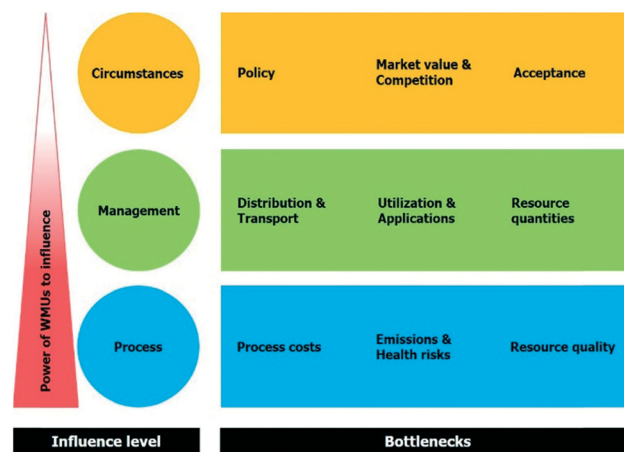 Power of WMUs to influence
Circumstances
Policy
Market value &
Competition
Acceptance
Management
Distribution &
Transport
Utilization &
Applications
Resource
quantities
Process
Process costs
Emissions &
Health risks
Resource quality
Influence level
Bottlenecks